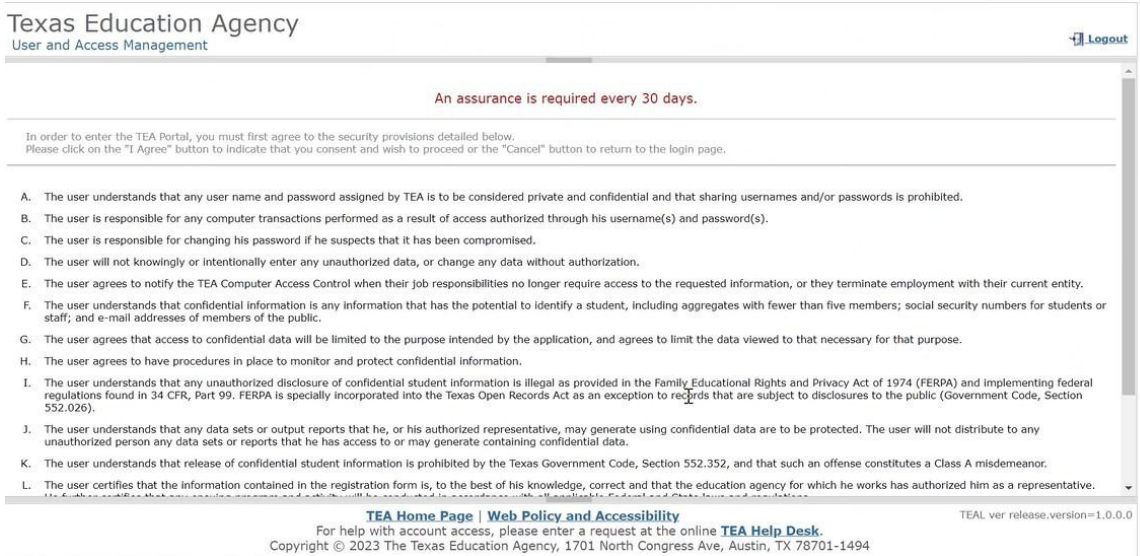 Texas Education Agency
User and Access Management
Logout
An assurance is required every 30 days.
In order to enter the TEA Portal, you must first agree to the security provisions detailed below.
Please click on the "I Agree" button to indicate that you consent and wish to proceed or the "Cancel" button to return to the login page.
A. The user understands that any user name and password assigned by TEA is to be considered private and confidential and that sharing usernames and/or passwords is prohibited.
B. The user is responsible for any computer transactions performed as a result of access authorized through his username(s) and password(s).
C. The user is responsible for changing his password if he suspects that it has been compromised.
D. The user will not knowingly or intentionally enter any unauthorized data, or change any data without authorization.
E. The user agrees to notify the TEA Computer Access Control when their job responsibilities no longer require access to the requested information, or they terminate employment with their current entity.
F. The user understands that confidential information is any information that has the potential to identify a student, including aggregates with fewer than five members; social security numbers for students or
staff; and e-mail addresses of members of the public.
G. The user agrees that access to confidential data will be limited to the purpose intended by the application, and agrees to limit the data viewed to that necessary for that purpose.
H. The user agrees to have procedures in place to monitor and protect confidential information.
I. The user understands that any unauthorized disclosure of confidential student information is illegal as provided in the Family Educational Rights and Privacy Act of 1974 (FERPA) and implementing federal
regulations found in 34 CFR, Part 99. FERPA is specially incorporated into the Texas Open Records Act as an exception to records that are subject to disclosures to the public (Government Code, Section
552.026).
J. The user understands that any data sets or output reports that he, or his authorized representative, may generate using confidential data are to be protected. The user will not distribute to any
unauthorized person any data sets or reports that he has access to or may generate containing confidential data.
K. The user understands that release of confidential student information is prohibited by the Texas Government Code, Section 552.352, and that such an offense constitutes a Class A misdemeanor.
L. The user certifies that the information contained in the registration form is, to the best of his knowledge, correct and that the education agency for which he works has authorized him as a representative.
TEA Home Page | Web Policy and Accessibility
TEAL ver release.version=1.0.0.0
For help with account access, please enter a request at the online TEA Help Desk.
Copyright © 2023 The Texas Education Agency, 1701 North Congress Ave, Austin, TX 78701-1494